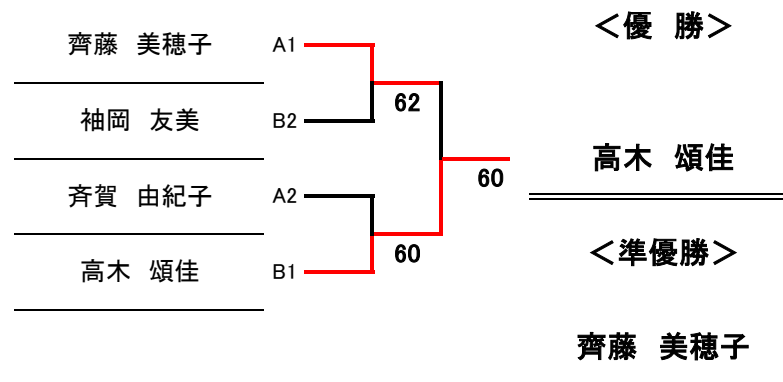 齊藤　美穂子 A1
袖岡　友美 B2
斉賀　由紀子 A2
高木　頌佳 B1
62
60
60
＜優　勝＞
高木　頌佳
＜準優勝＞
齊藤　美穂子